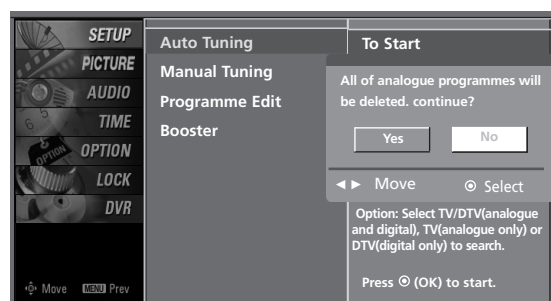 SETUP
PICTURE
AUDIO
TIME
OPTION
LOCK
DVR
Move MENU Prev
Auto Tuning
Manual Tuning
Programme Edit
Booster
To Start
All of analogue programmes will
be deleted. continue?
Yes No
◄ ► Move ⊙ Select
Option: Select TV/DTV(analogue
and digital), TV(analogue only) or
DTV(digital only) to search.
Press ⊙ (OK) to start.